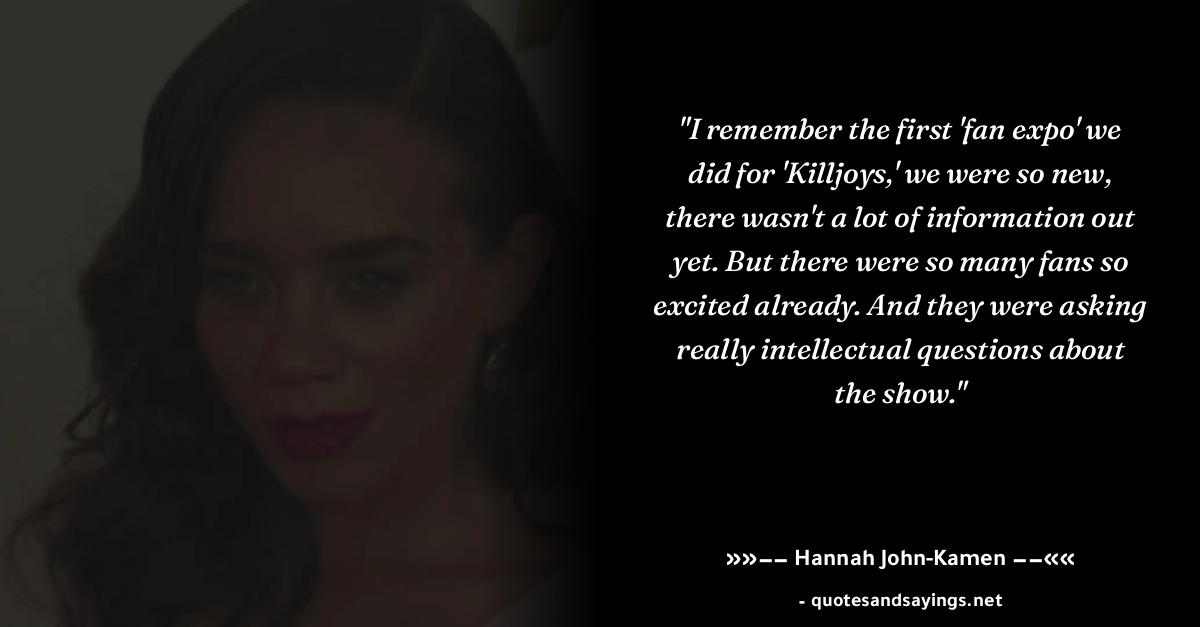 "I remember the first 'fan expo' we
did for 'Killjoys,' we were so new,
there wasn't a lot of information out
yet. But there were so many fans so
excited already. And they were asking
really intellectual questions about
the show."
»»−− Hannah John-Kamen −−««
- quotesandsayings.net